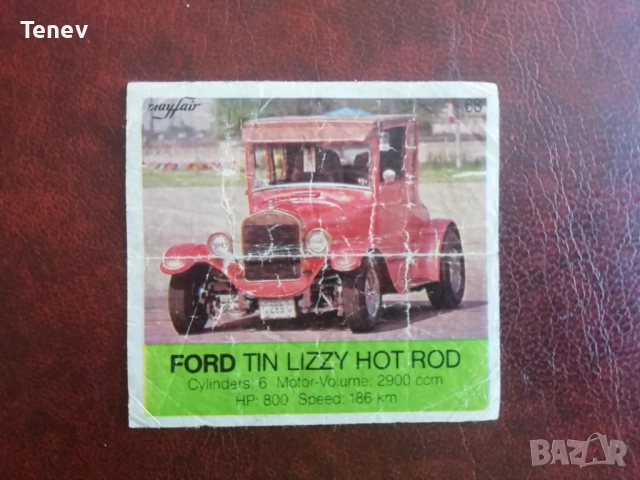 Tenev
mayfair
68
FORD TIN LIZZY HOT ROD
Cylinders: 6 Motor-Volume: 2900 ccm
HP: 800 Speed: 186 km
BAZAR